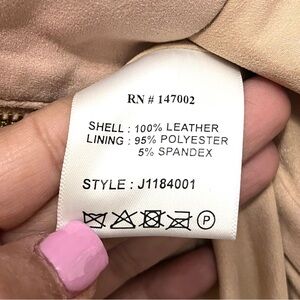 RN # 147002
SHELL : 100% LEATHER
LINING : 95% POLYESTER
5% SPANDEX
STYLE : J1184001
P